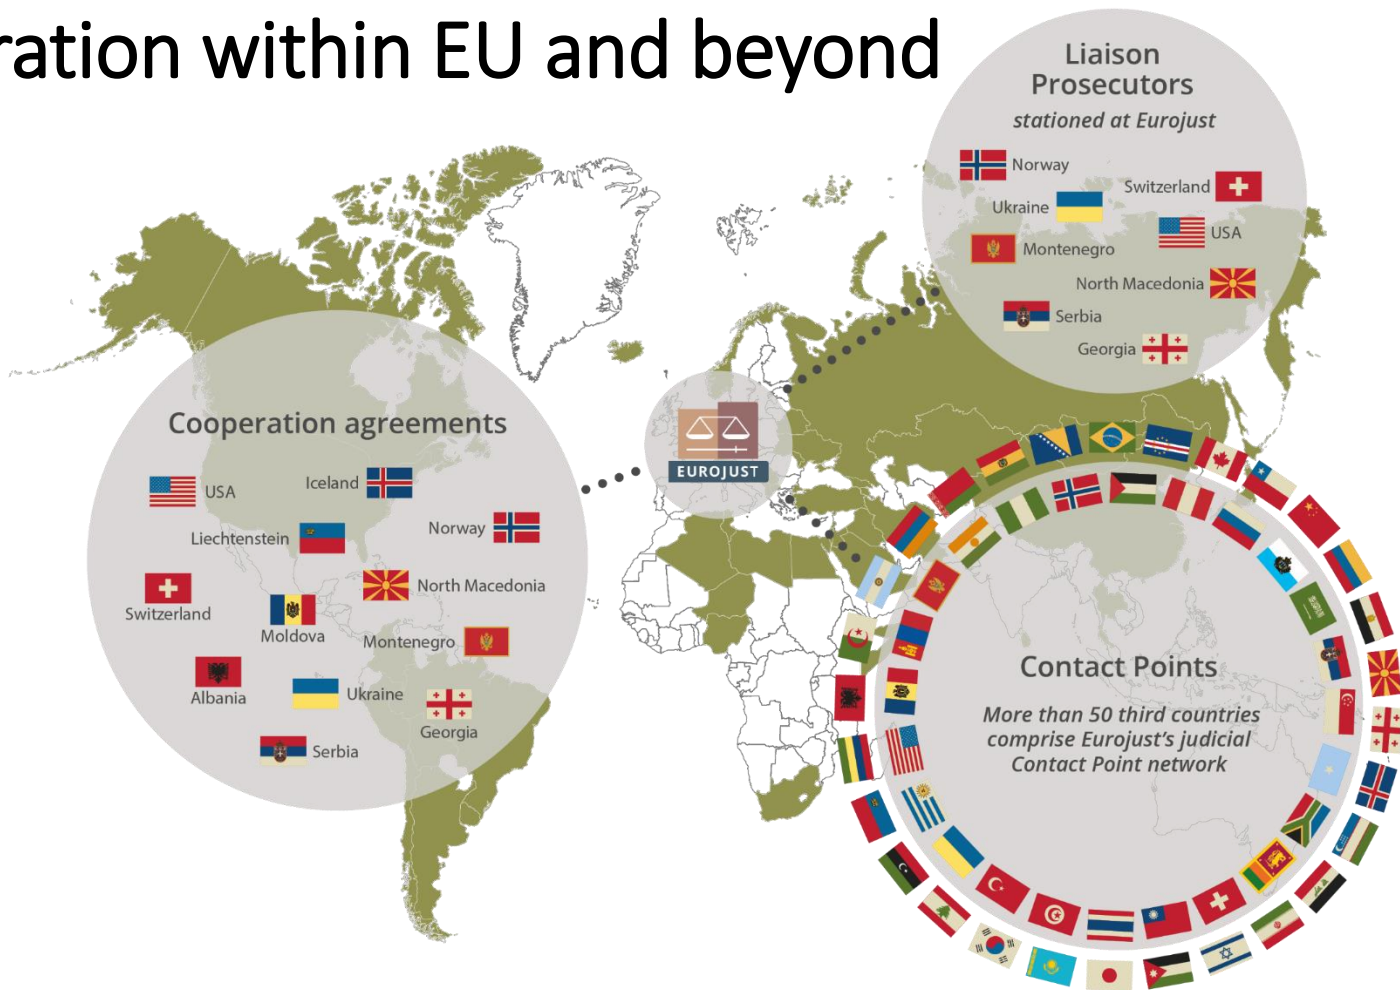 ration within EU and beyond
Liaison
Prosecutors
stationed at Eurojust
Norway
Switzerland
Ukraine
USA
Montenegro
North Macedonia
Serbia
Georgia
Cooperation agreements
USA
Iceland
Norway
Liechtenstein
North Macedonia
Switzerland
Moldova
Montenegro
Albania
Ukraine
Georgia
Serbia
EUROJUST
Contact Points
More than 50 third countries
comprise Eurojust's judicial
Contact Point network